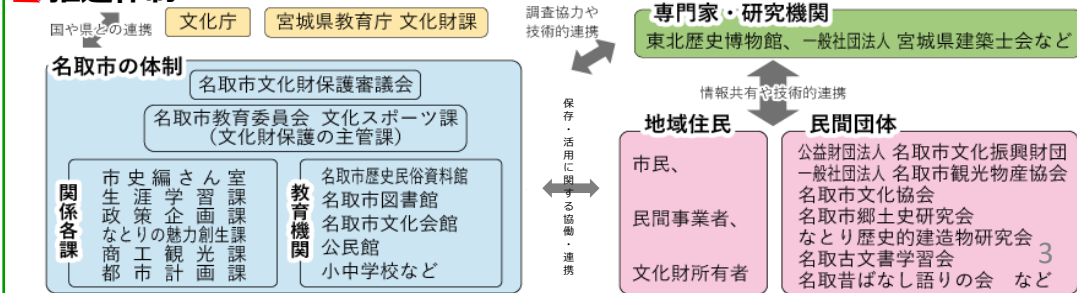 推進体制
国や県との連携
文化庁
宮城県教育庁 文化財課
調査協力や
技術的連携
専門家・研究機関
東北歴史博物館、一般社団法人 宮城県建築士会など
名取市の体制
名取市文化財保護審議会
名取市教育委員会 文化スポーツ課
(文化財保護の主管課)
関係各課
市史編さん室
生涯学習課
政策企画課
なとりの魅力創生課
商工観光課
都市計画課
教育機関
名取市歴史民俗資料館
名取市図書館
名取市文化会館
公民館
小中学校など
保存・活用に関する協働・連携
情報共有や技術的連携
地域住民
市民、
民間事業者、
文化財所有者
民間団体
公益財団法人 名取市文化振興財団
一般社団法人 名取市観光物産協会
名取市文化協会
名取市郷土史研究会
なとり歴史的建造物研究会
名取古文書学習会
名取昔ばなし語りの会 など
3